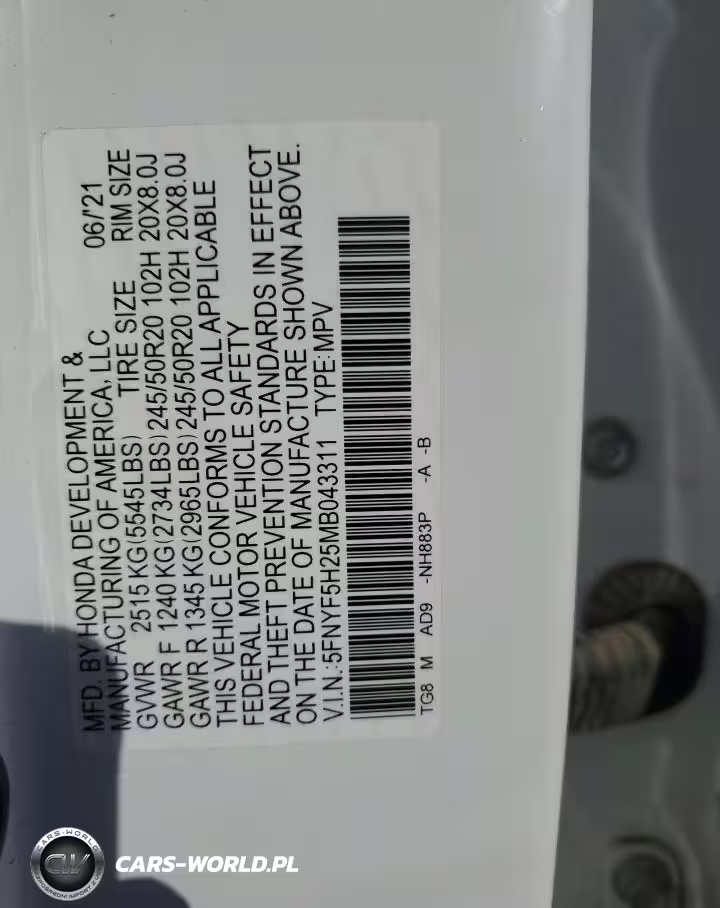 MFD. BY HONDA DEVELOPMENT &
MANUFACTURING OF AMERICA, LLC 06/'21
GVWR 2515 KG(5545LBS) TIRE SIZE RIM SIZE
GAWR F 1240 KG(2734LBS)245/50R20 102H 20X8.0J
GAWR R 1345 KG(2965LBS)245/50R20 102H 20X8.0J
THIS VEHICLE CONFORMS TO ALL APPLICABLE
FEDERAL MOTOR VEHICLE SAFETY
AND THEFT PREVENTION STANDARDS IN EFFECT
ON THE DATE OF MANUFACTURE SHOWN ABOVE.
V.I.N.:5FNYF5H25MB043311 TYPE:MPV
TG8 M AD9 -NH883P -A -B
CARS-WORLD
CW
CARS-WORLD.PL